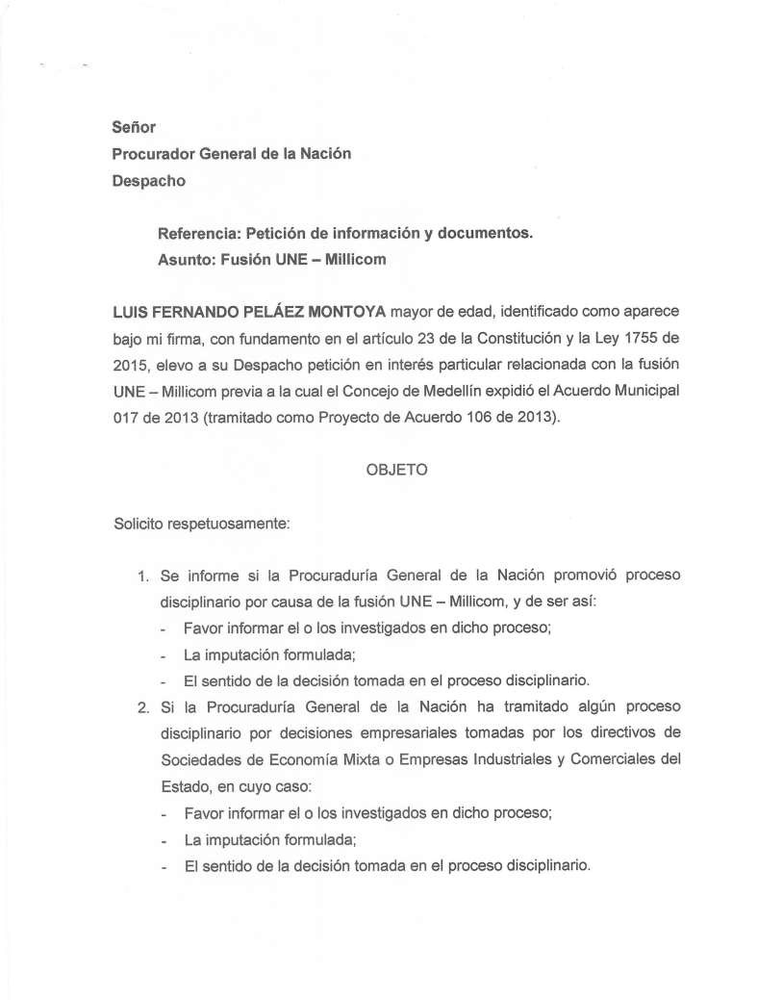 Señor
Procurador General de la Nación
Despacho
Referencia: Petición de información y documentos.
Asunto: Fusión UNE – Millicom
LUIS FERNANDO PELÁEZ MONTOYA mayor de edad, identificado como aparece
bajo mi firma, con fundamento en el artículo 23 de la Constitución y la Ley 1755 de
2015, elevo a su Despacho petición en interés particular relacionada con la fusión
UNE – Millicom previa a la cual el Concejo de Medellín expidió el Acuerdo Municipal
017 de 2013 (tramitado como Proyecto de Acuerdo 106 de 2013).
OBJETO
Solicito respetuosamente:
1. Se informe si la Procuraduría General de la Nación promovió proceso
disciplinario por causa de la fusión UNE – Millicom, y de ser así:
- Favor informar el o los investigados en dicho proceso;
- La imputación formulada;
- El sentido de la decisión tomada en el proceso disciplinario.
2. Si la Procuraduría General de la Nación ha tramitado algún proceso
disciplinario por decisiones empresariales tomadas por los directivos de
Sociedades de Economía Mixta o Empresas Industriales y Comerciales del
Estado, en cuyo caso:
- Favor informar el o los investigados en dicho proceso;
- La imputación formulada;
- El sentido de la decisión tomada en el proceso disciplinario.